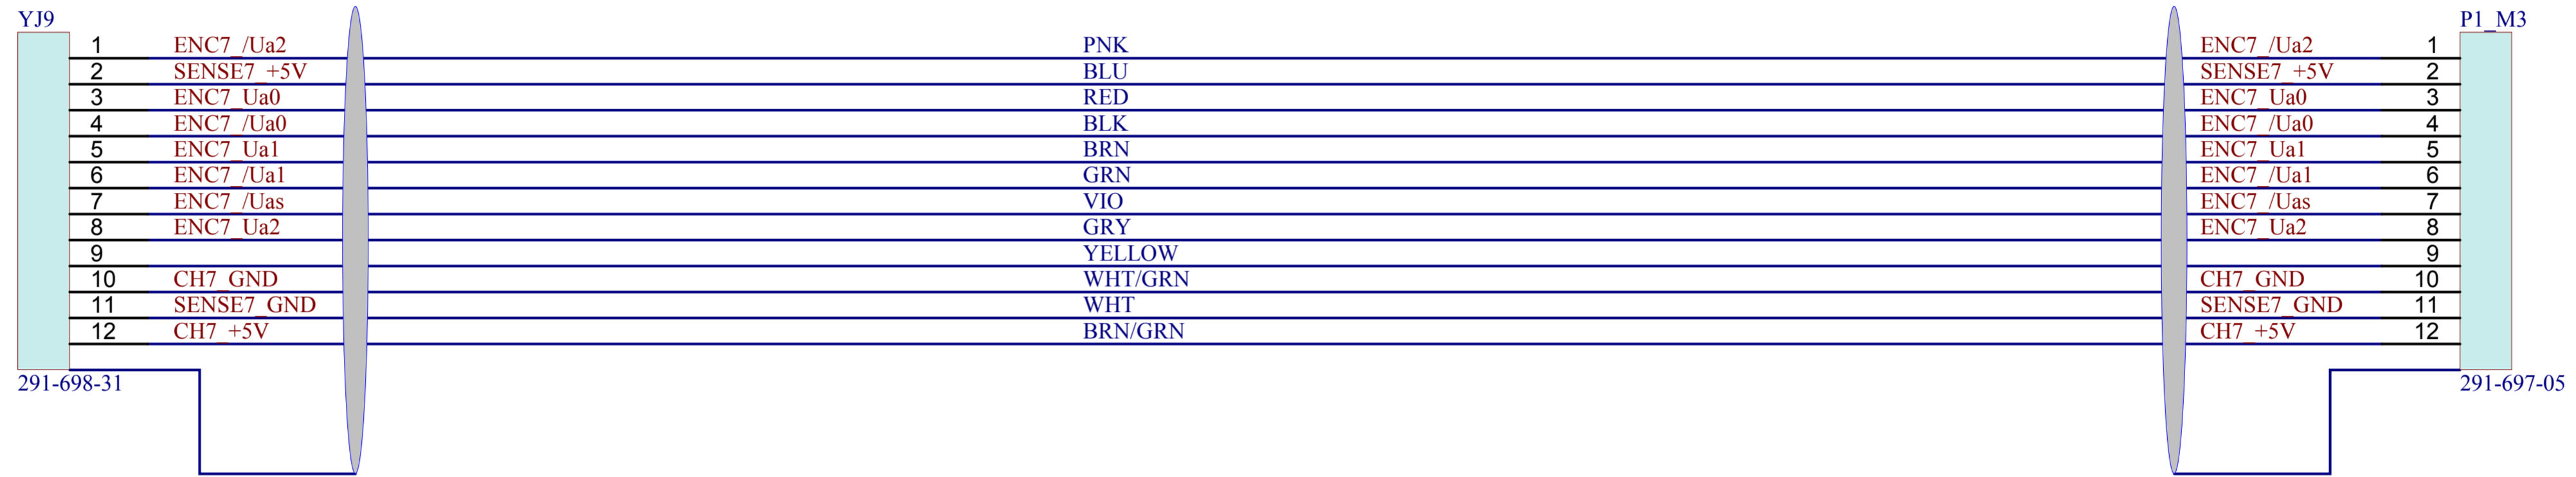 YJ9 P1_M3
1 ENC7_/Ua2 PNK ENC7_/Ua2 1
2 SENSE7_+5V BLU SENSE7_+5V 2
3 ENC7_Ua0 RED ENC7_Ua0 3
4 ENC7_/Ua0 BLK ENC7_/Ua0 4
5 ENC7_Ua1 BRN ENC7_Ua1 5
6 ENC7_/Ua1 GRN ENC7_/Ua1 6
7 ENC7_/Uas VIO ENC7_/Uas 7
8 ENC7_Ua2 GRY ENC7_Ua2 8
9 YELLOW 9
10 CH7_GND WHT/GRN CH7_GND 10
11 SENSE7_GND WHT SENSE7_GND 11
12 CH7_+5V BRN/GRN CH7_+5V 12
291-698-31 291-697-05